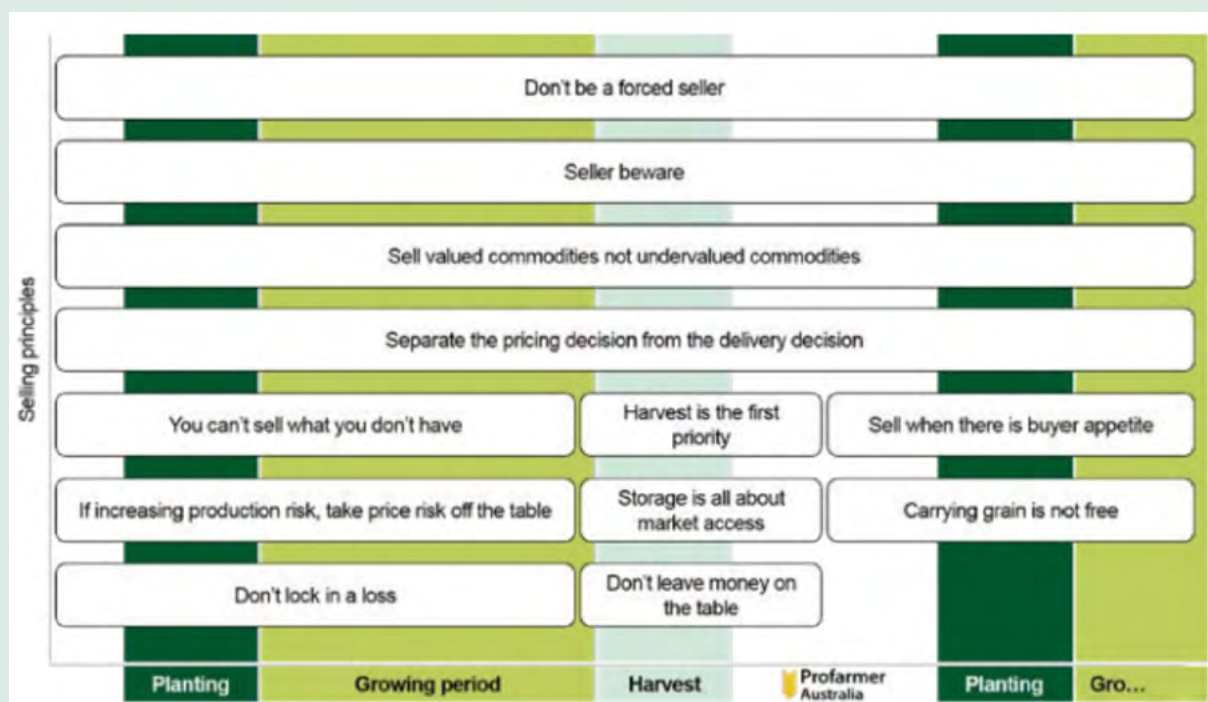 Selling principles
Don't be a forced seller
Seller beware
Sell valued commodities not undervalued commodities
Separate the pricing decision from the delivery decision
You can't sell what you don't have
Harvest is the first
priority
Sell when there is buyer appetite
If increasing production risk, take price risk off the table
Storage is all about
market access
Carrying grain is not free
Don't lock in a loss
Don't leave money on
the table
Planting
Growing period
Harvest
Profarmer
Australia
Planting
Gro...